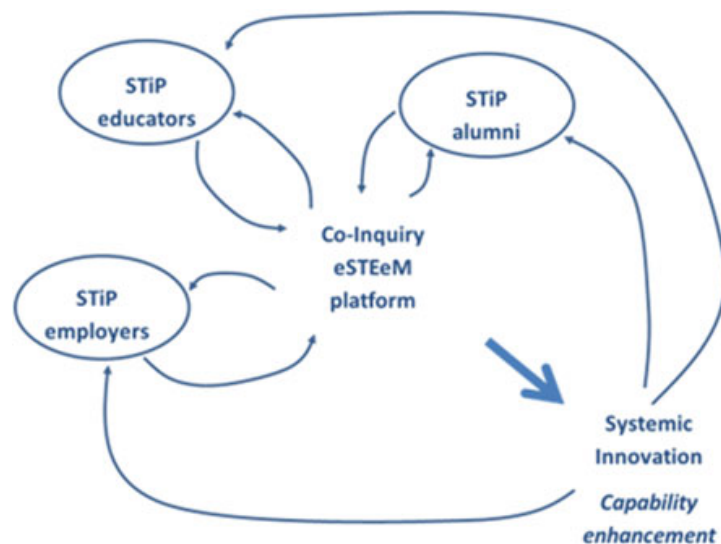 STiP
educators
STiP
alumni
Co-Inquiry
eSTEeM
platform
STiP
employers
Systemic
Innovation
Capability
enhancement